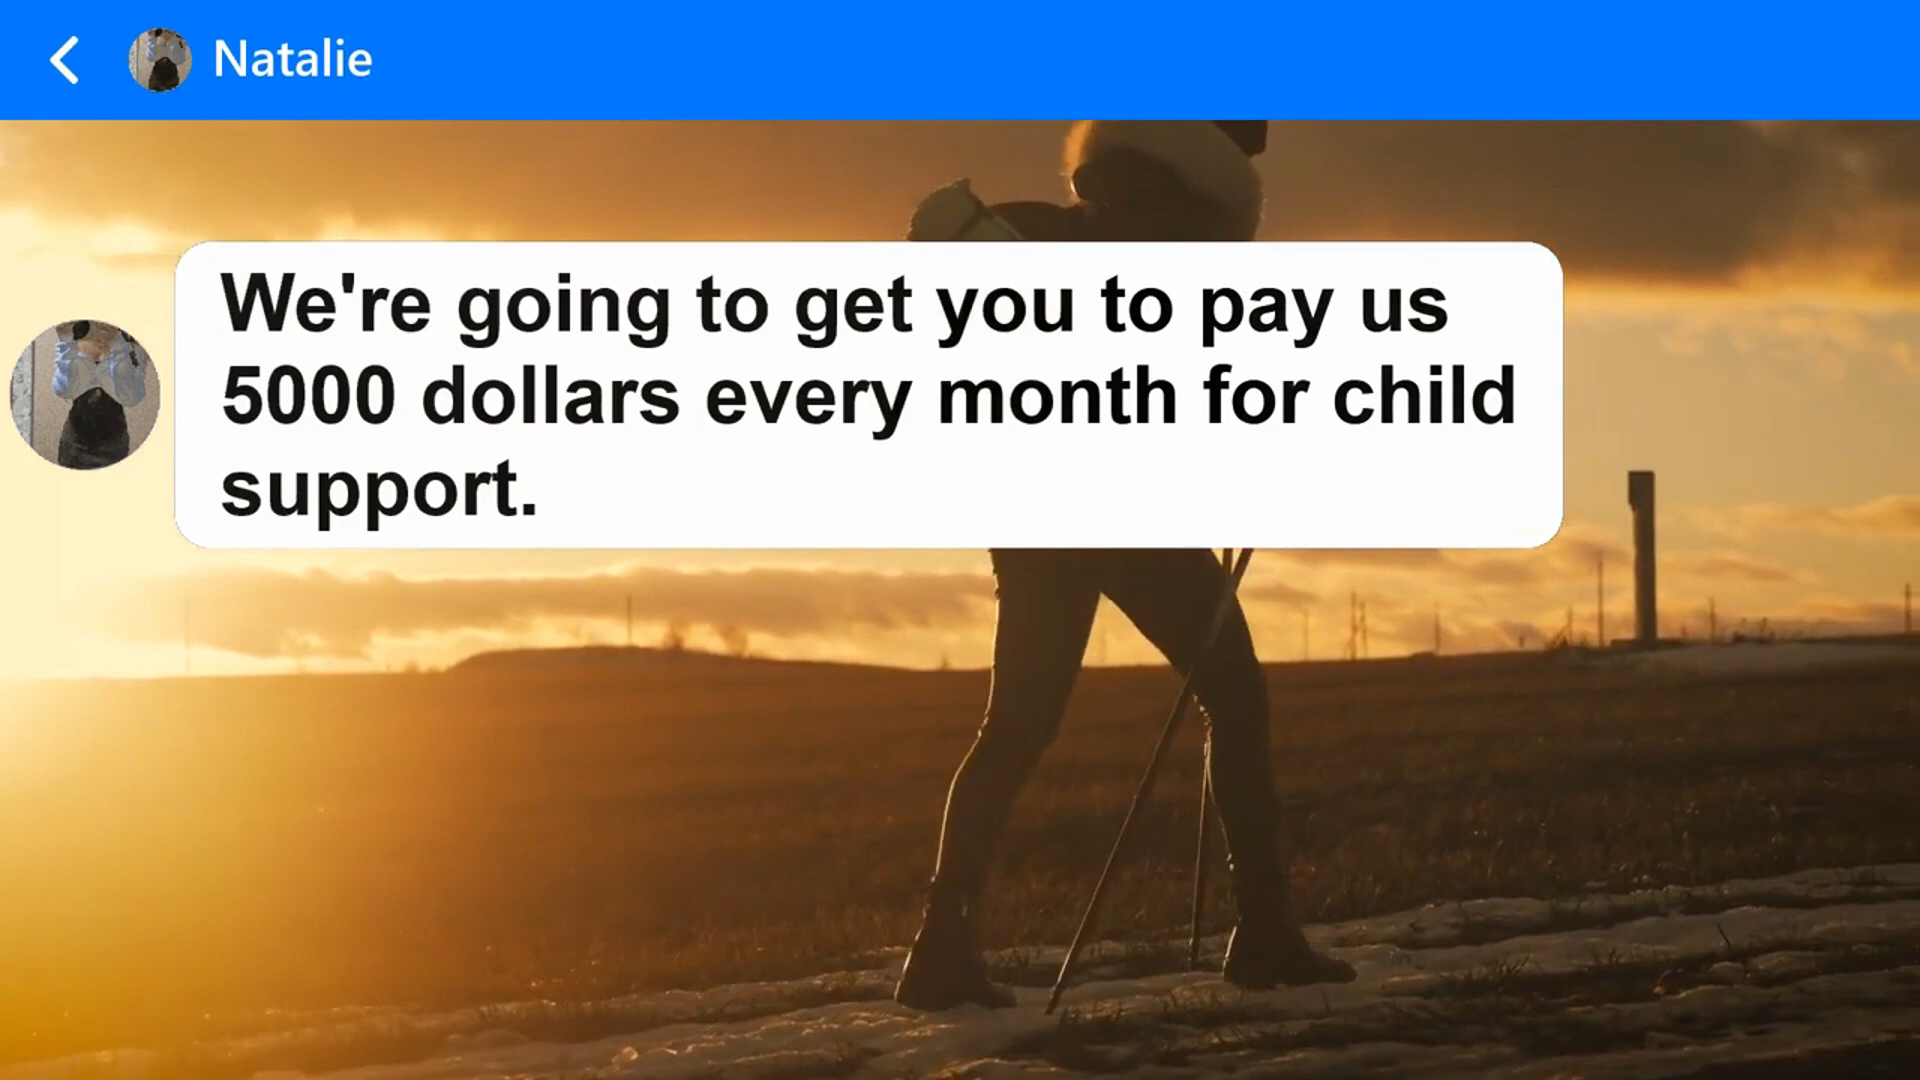 Natalie
We're going to get you to pay us
5000 dollars every month for child
support.